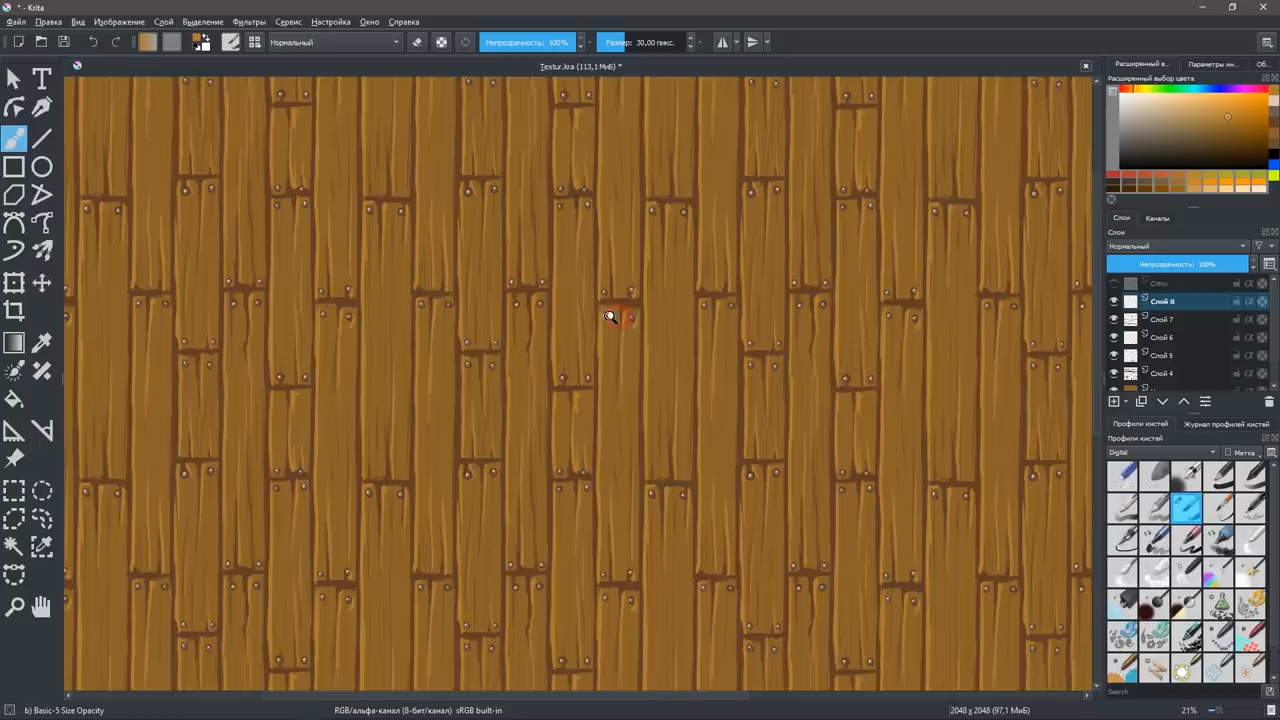 * - Krita
Файл Правка Вид Изображение Слой Выделение Фильтры Сервис Настройка Окно Справка
Нормальный
Непрозрачность: 100%
Размер: 30,00 пикс.
Textur.kra (113,1 МиБ) *
Расширенный в...
Параметры ин...
Об...
Расширенный выбор цвета
Слои
Каналы
Слои
Нормальный
Непрозрачность: 100%
Слой 8
Слой 7
Слой 6
Слой 5
Слой 4
Профили кистей
Журнал профилей кистей
Профили кистей
Digital
Метка
Search
b) Basic-5 Size Opacity
RGB/альфа-канал (8-бит/канал) sRGB built-in
2048 x 2048 (97,1 МиБ)
21%